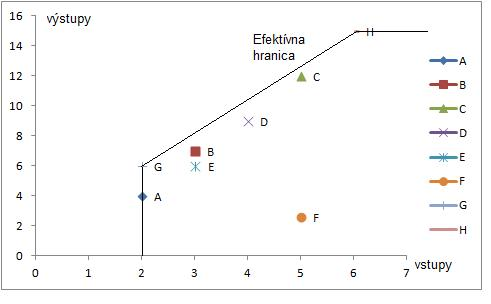 výstupy
16
14
12
10
8
6
4
2
0
Efektívna
hranica
H
C
D
B
E
G
A
F
0 1 2 3 4 5 6 7
vstupy
A
B
C
D
E
F
G
H